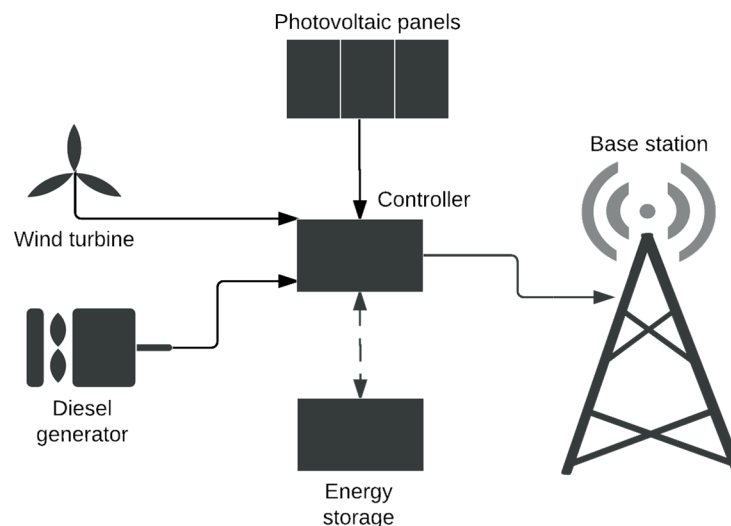 Photovoltaic panels
Base station
Controller
Wind turbine
Diesel
generator
Energy
storage